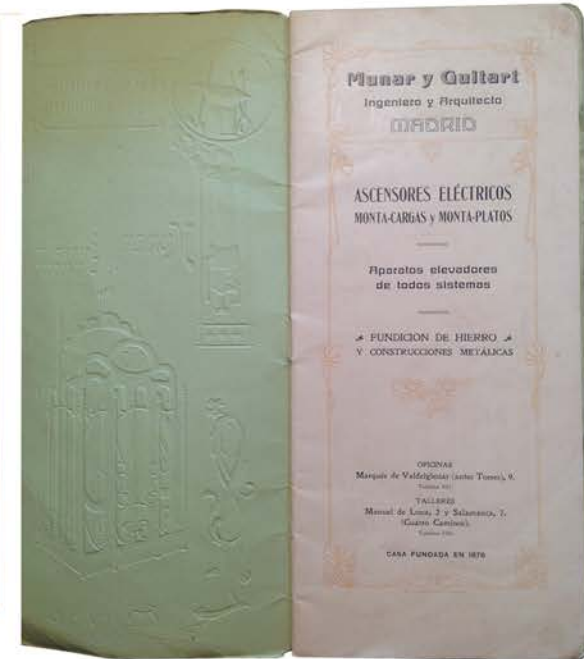 Munar y Guitart
Ingeniero y Arquitecto
MADRID
ASCENSORES ELÉCTRICOS
MONTA-CARGAS y MONTA-PLATOS
Aparatos elevadores
de todos sistemas
FUNDICION DE HIERRO
Y CONSTRUCCIONES METÁLICAS
OFICINAS
Marqués de Valdeiglesias (antes Torres), 9.
TALLERES
Manuel de Luna, 2 y Salamanca, 7.
(Cuatro Caminos).
CASA FUNDADA EN 1876